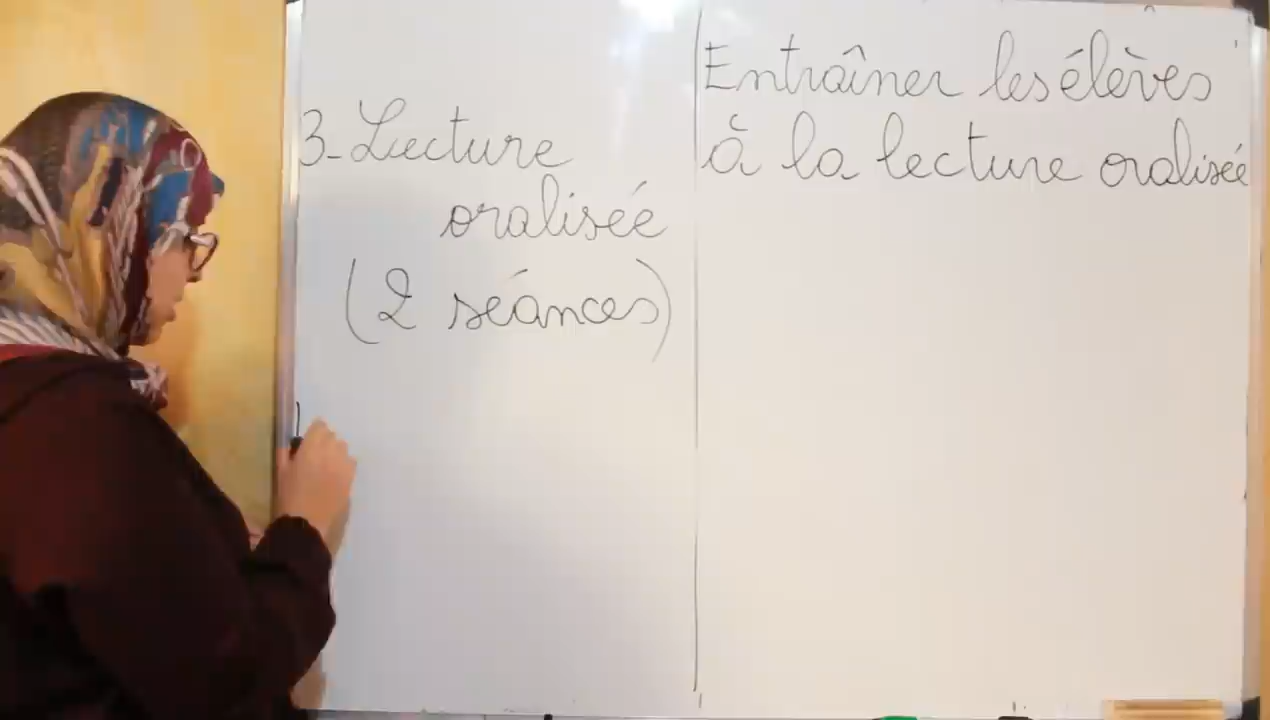 3-Lecture
oralisée
(2 séances)
Entraîner les élèves
à la lecture oralisée